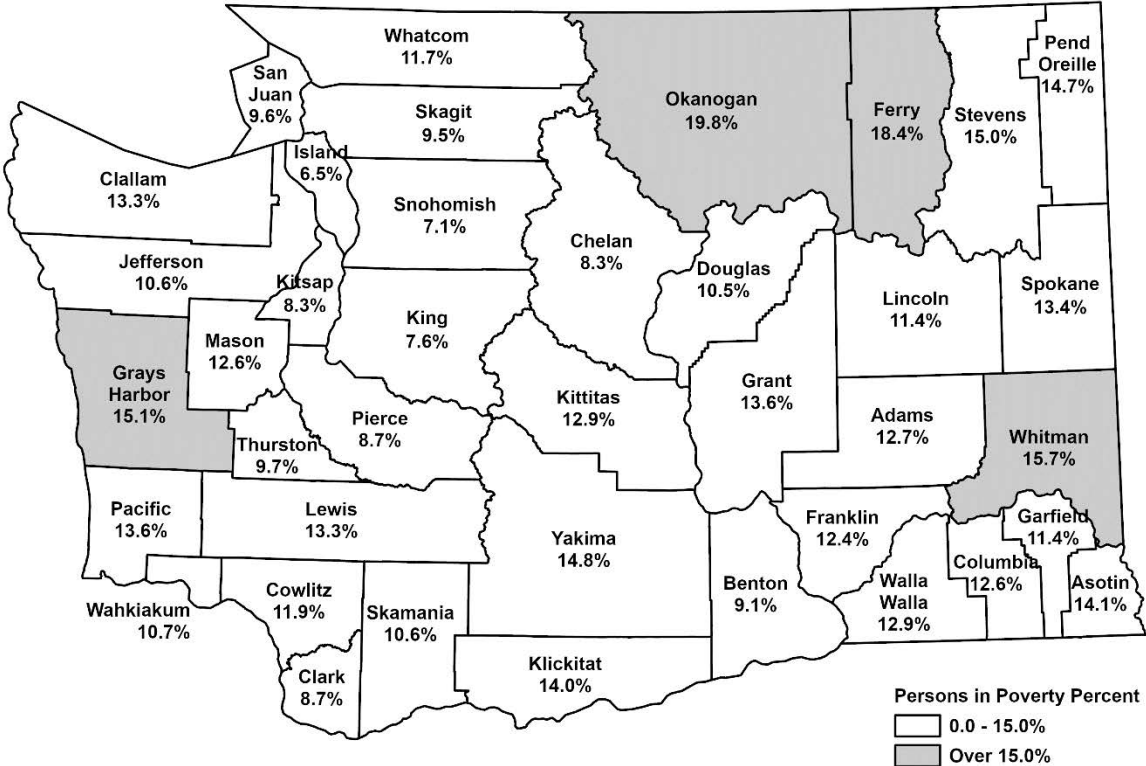 Whatcom
11.7%
San
Juan
9.6%
Skagit
9.5%
Island
6.5%
Clallam
13.3%
Snohomish
7.1%
Jefferson
10.6%
Kitsap
8.3%
King
7.6%
Mason
12.6%
Grays
Harbor
15.1%
Thurston
9.7%
Pierce
8.7%
Pacific
13.6%
Lewis
13.3%
Wahkiakum
10.7%
Cowlitz
11.9%
Skamania
10.6%
Clark
8.7%
Okanogan
19.8%
Ferry
18.4%
Stevens
15.0%
Pend
Oreille
14.7%
Chelan
8.3%
Douglas
10.5%
Lincoln
11.4%
Spokane
13.4%
Kittitas
12.9%
Grant
13.6%
Adams
12.7%
Whitman
15.7%
Yakima
14.8%
Benton
9.1%
Franklin
12.4%
Walla
Walla
12.9%
Columbia
12.6%
Garfield
11.4%
Asotin
14.1%
Klickitat
14.0%
Persons in Poverty Percent
0.0 - 15.0%
Over 15.0%